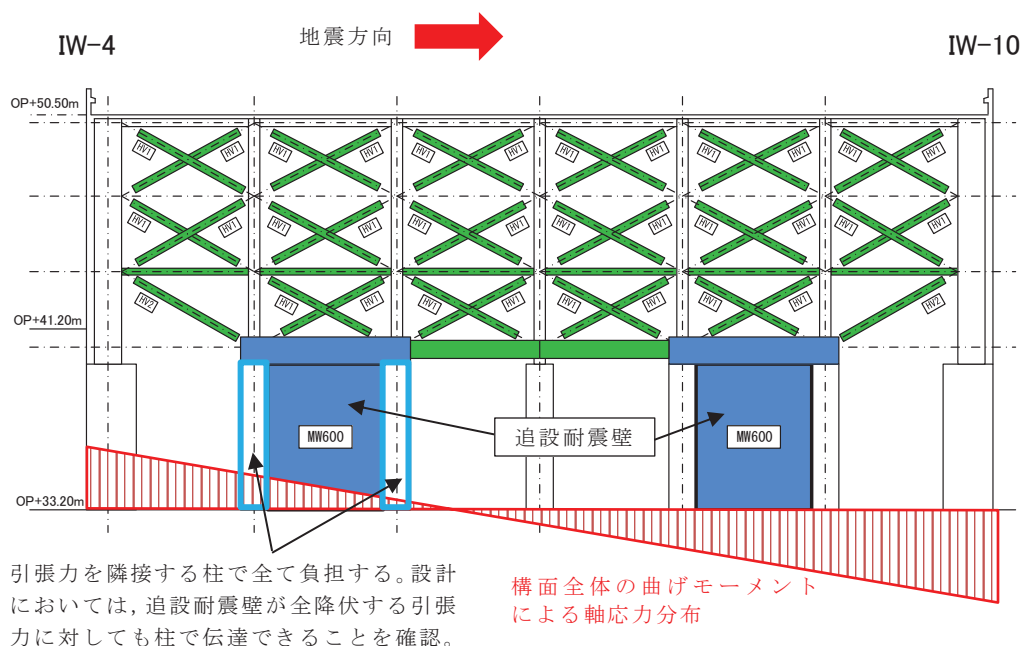 地震方向
IW-4
IW-10
OP+50.50m
HV1 HV1 HV1 HV1 HV1 HV1 HV1 HV1 HV1 HV1 HV1 HV1
HV1 HV1 HV1 HV1 HV1 HV1 HV1 HV1 HV1 HV1 HV1 HV1
HV2 HV1 HV1 HV1 HV1 HV1 HV1 HV1 HV1 HV2
OP+41.20m
MW600
追設耐震壁
MW600
OP+33.20m
引張力を隣接する柱で全て負担する。設計
においては，追設耐震壁が全降伏する引張
力に対しても柱で伝達できることを確認。
構面全体の曲げモーメント
による軸応力分布